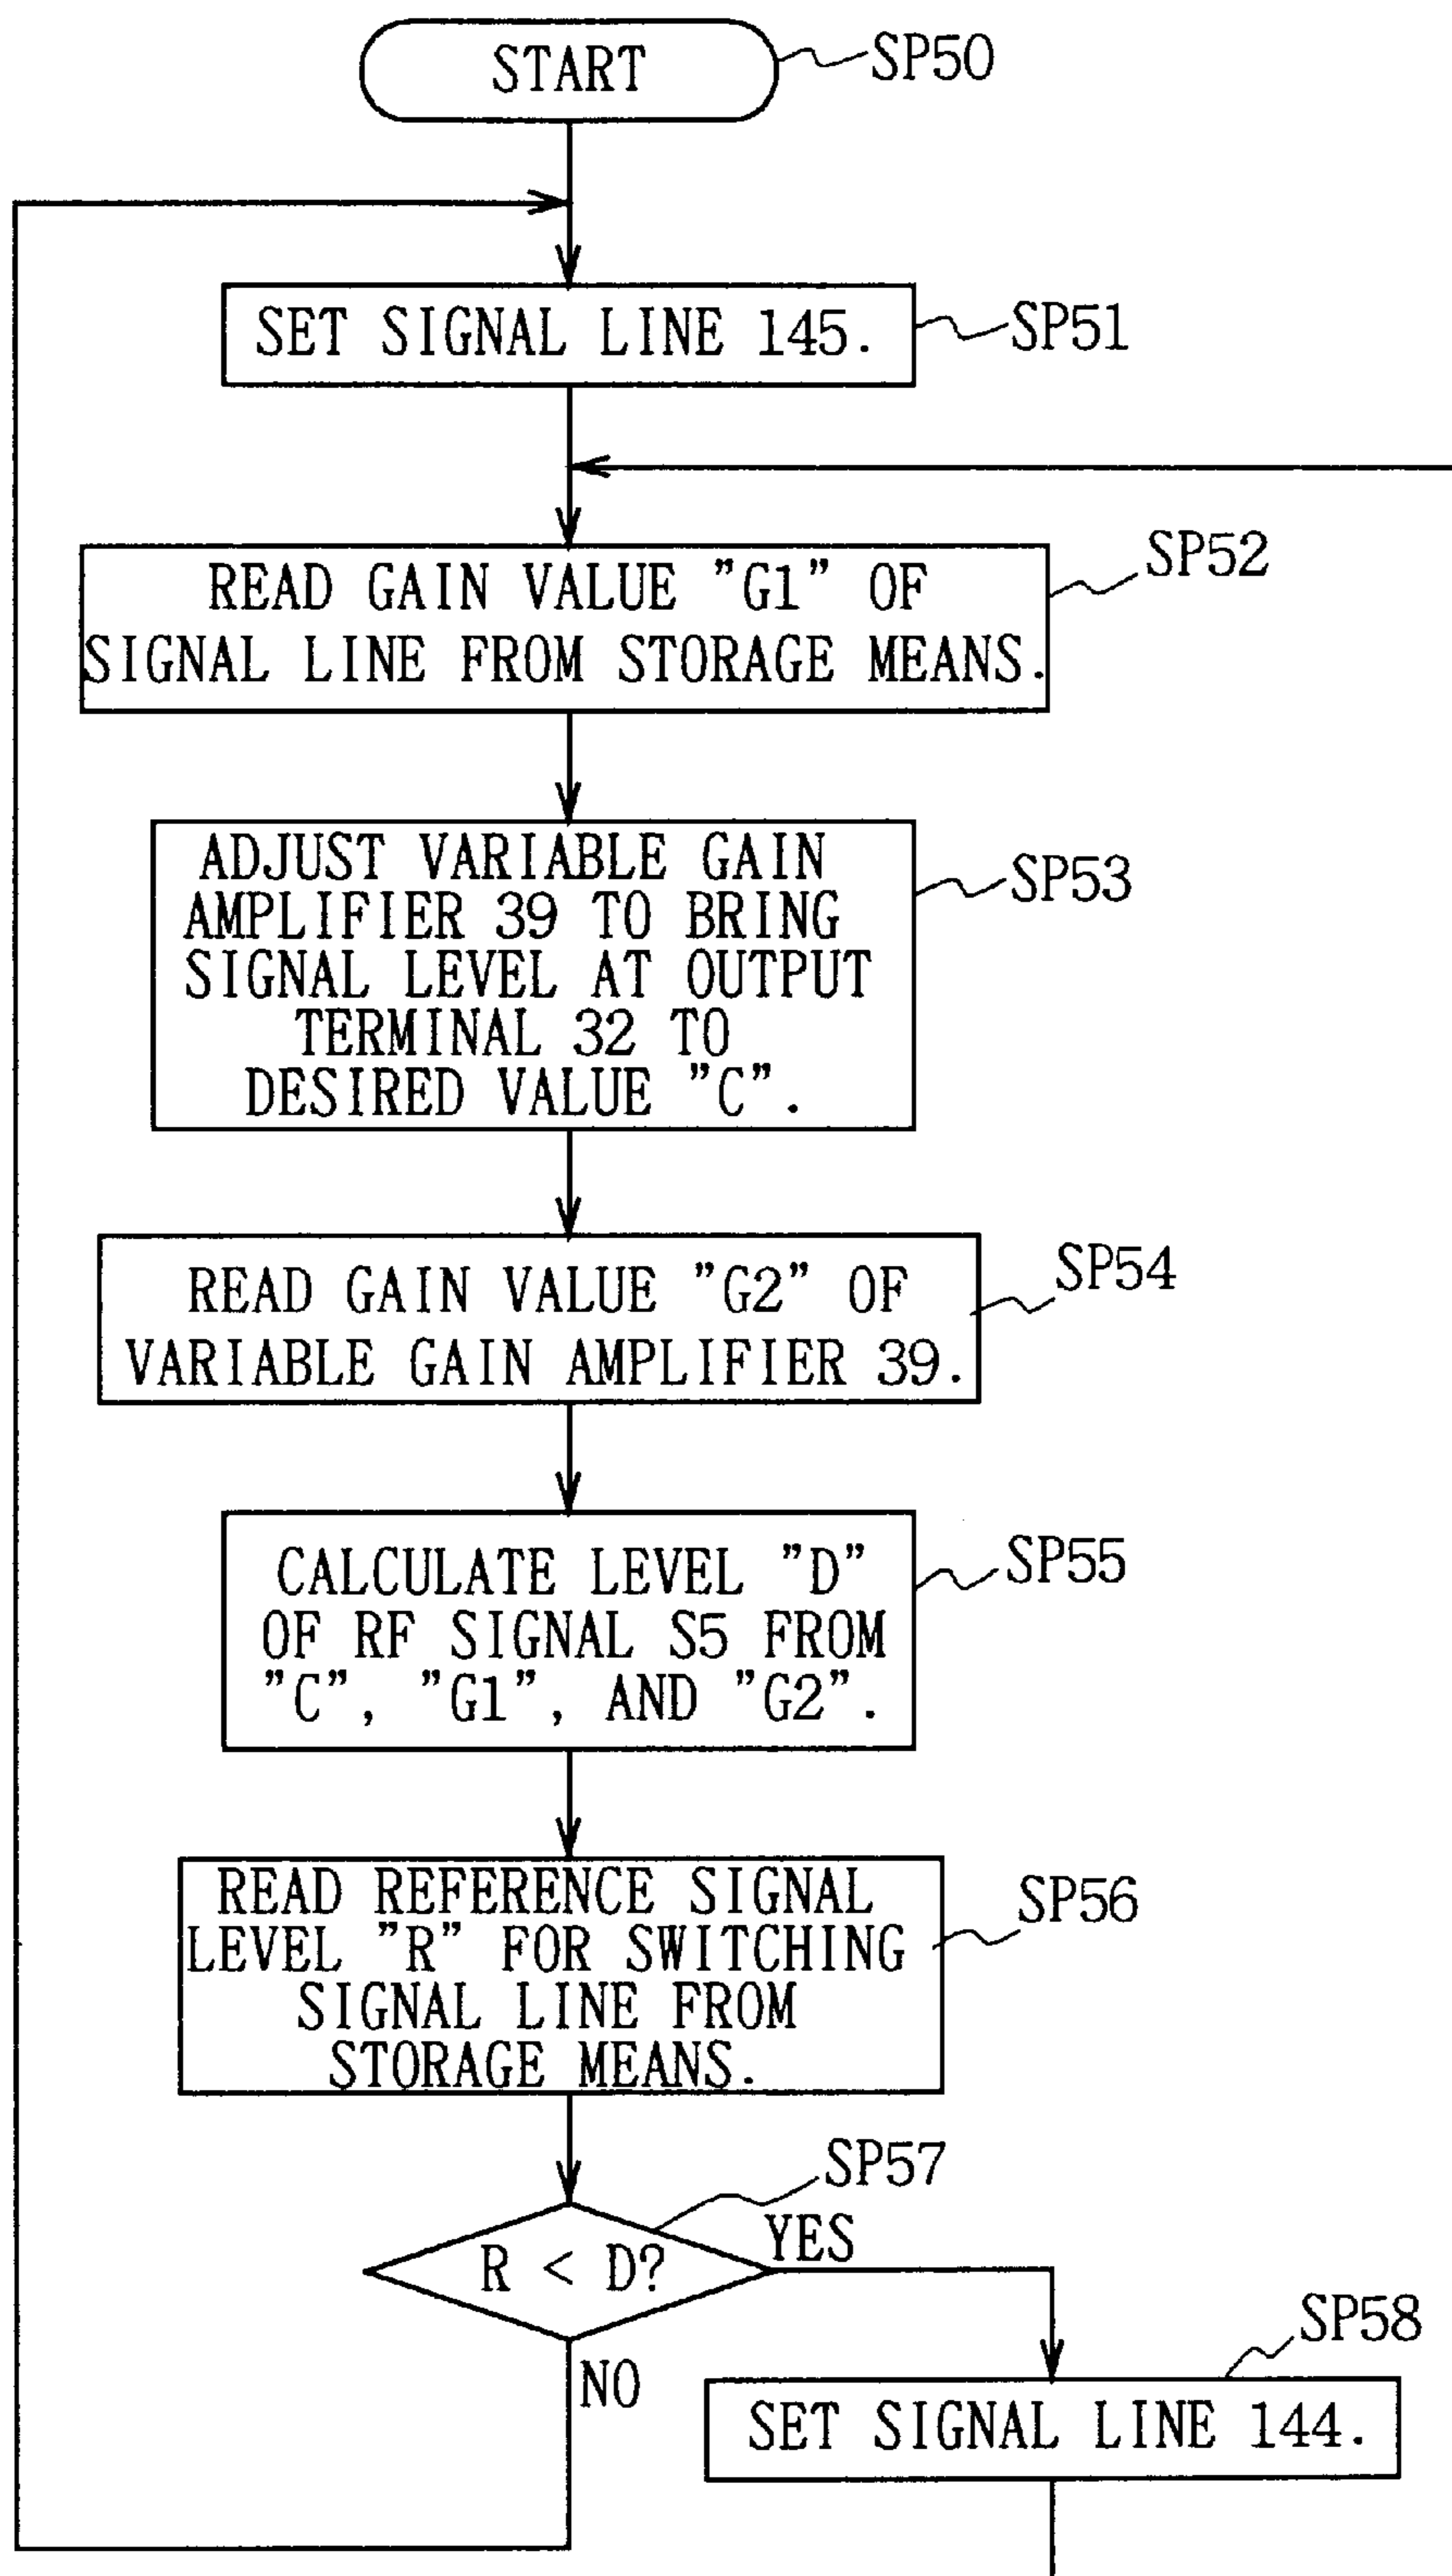 START
SP50
SET SIGNAL LINE 145.
SP51
READ GAIN VALUE "G1" OF
SIGNAL LINE FROM STORAGE MEANS.
SP52
ADJUST VARIABLE GAIN
AMPLIFIER 39 TO BRING
SIGNAL LEVEL AT OUTPUT
TERMINAL 32 TO
DESIRED VALUE "C".
SP53
READ GAIN VALUE "G2" OF
VARIABLE GAIN AMPLIFIER 39.
SP54
CALCULATE LEVEL "D"
OF RF SIGNAL S5 FROM
"C", "G1", AND "G2".
SP55
READ REFERENCE SIGNAL
LEVEL "R" FOR SWITCHING
SIGNAL LINE FROM
STORAGE MEANS.
SP56
SP57
R < D?
YES
NO
SP58
SET SIGNAL LINE 144.